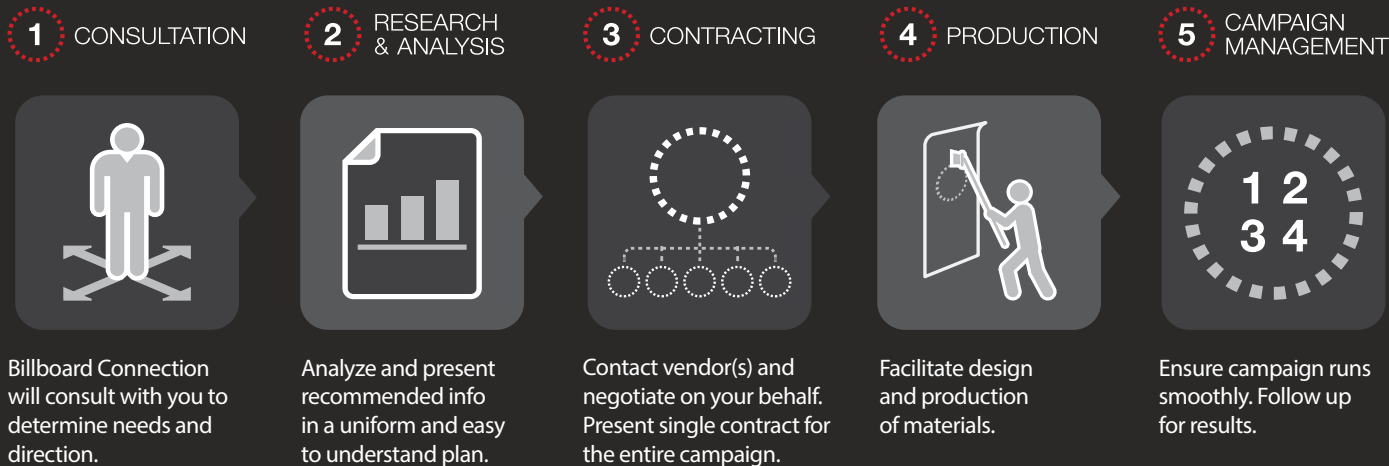 1 CONSULTATION
Billboard Connection
will consult with you to
determine needs and
direction.
2 RESEARCH
& ANALYSIS
Analyze and present
recommended info
in a uniform and easy
to understand plan.
3 CONTRACTING
Contact vendor(s) and
negotiate on your behalf.
Present single contract for
the entire campaign.
4 PRODUCTION
Facilitate design
and production
of materials.
5 CAMPAIGN
MANAGEMENT
1 2
3 4
Ensure campaign runs
smoothly. Follow up
for results.